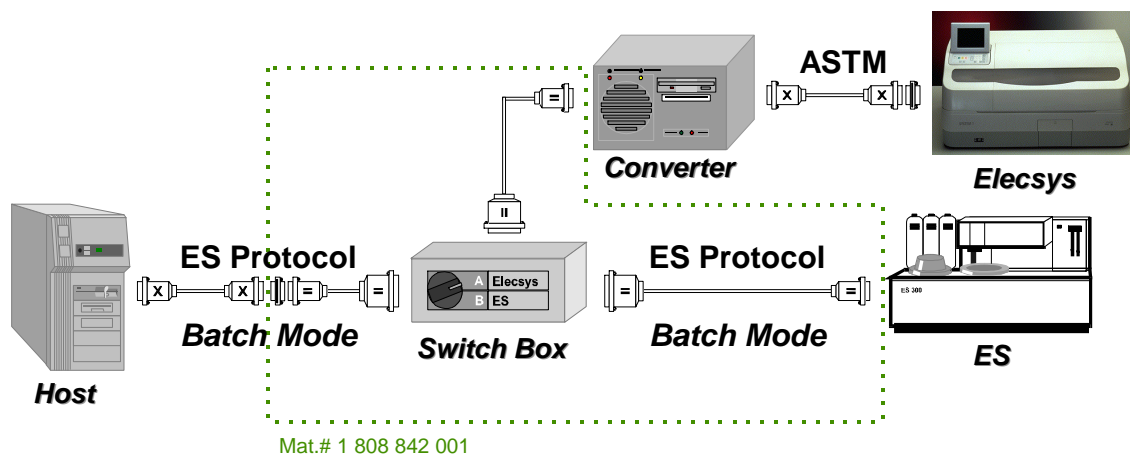 ASTM
Converter
Elecsys
Host
ES Protocol
Batch Mode
A Elecsys
B ES
Switch Box
ES Protocol
Batch Mode
ES 300
ES
Mat.# 1 808 842 001
X
X
=
=
=
=
=
=
X
X